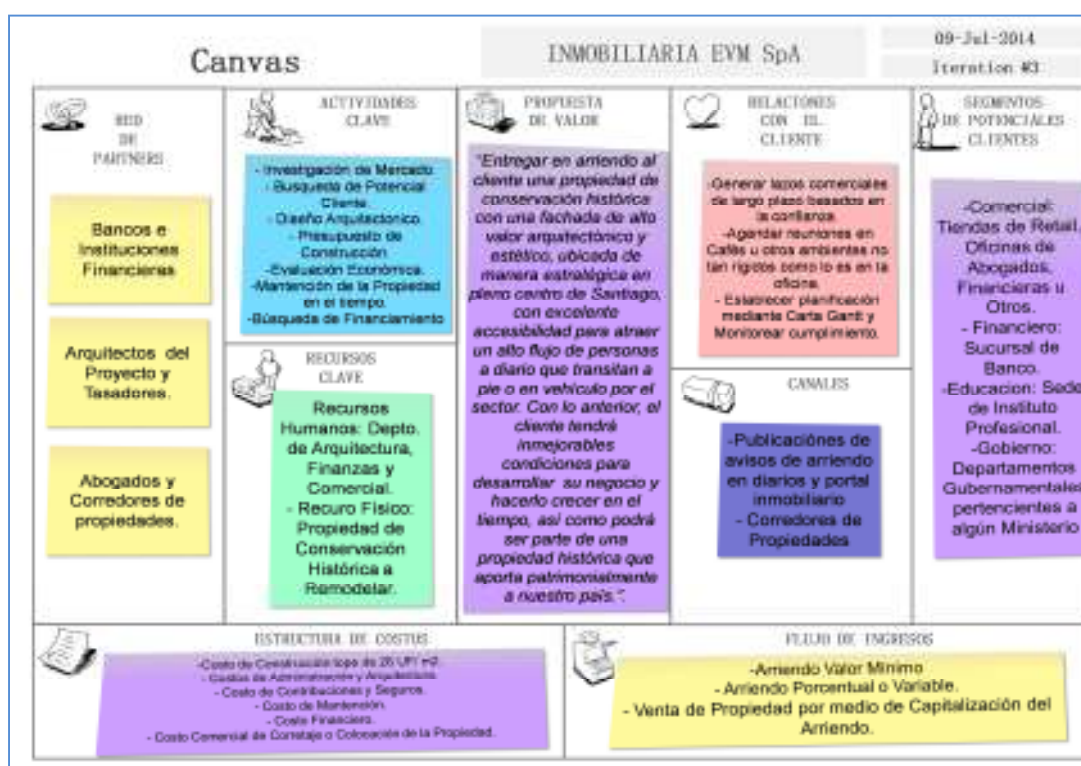 Canvas
INMOBILIARIA EVM SpA
09-Jul-2014
Iteration #3
RED
DE
PARTNERS
Bancos e
Instituciones
Financieras
Arquitectos del
Proyecto y
Tasadores.
Abogados y
Corredores de
propiedades.
ACTIVIDADES
CLAVE
- Investigación de Mercado.
- Busqueda de Potencial
Cliente.
- Diseño Arquitectónico.
- Presupuesto de
Construcción
-Evaluación Económica.
-Mantención de la Propiedad
en el tiempo.
-Búsqueda de Financiamiento
RECURSOS
CLAVE
Recursos
Humanos: Depto.
de Arquitectura,
Finanzas y
Comercial.
- Recuro Físico:
Propiedad de
Conservación
Histórica a
Remodelar.
PROPUESTA
DE VALOR
"Entregar en arriendo al
cliente una propiedad de
conservación histórica
con una fachada de alto
valor arquitectónico y
estético, ubicada de
manera estratégica en
pleno centro de Santiago,
con excelente
accesibilidad para atraer
un alto flujo de personas
a diario que transitan a
pie o en vehículo por el
sector. Con lo anterior, el
cliente tendrá
inmejorables
condiciones para
desarrollar su negocio y
hacerlo crecer en el
tiempo, así como podrá
ser parte de una
propiedad histórica que
aporta patrimonialmente
a nuestro país.".
RELACIONES
CON EL
CLIENTE
-Generar lazos comerciales
de largo plazo basados en
la confianza.
- Agendar reuniones en
Cafés u otros ambientes no
tan rígidos como lo es en la
oficina.
- Establecer planificación
mediante Carta Gantt y
Monitorear cumplimiento.
CANALES
-Publicaciónes de
avisos de arriendo
en diarios y portal
inmobiliario
- Corredores de
Propiedades
SEGMENTOS
DE POTENCIALES
CLIENTES
-Comercial:
Tiendas de Retail,
Oficinas de
Abogados,
Financieras u
Otros.
- Financiero:
Sucursal de
Banco.
-Educacion: Sede
de Instituto
Profesional.
-Gobierno:
Departamentos
Gubernamentales
pertencientes a
algún Ministerio
ESTRUCTURA DE COSTOS
-Costo de Construcción tope de 26 UF/ m2.
- Costos de Administración y Arquitectura
- Costo de Contribuciones y Seguros.
- Costo de Mantención.
- Costo Financiero.
- Costo Comercial de Corretaje o Colocación de la Propiedad.
FLUJO DE INGRESOS
-Arriendo Valor Mínimo
- Arriendo Porcentual o Variable.
- Venta de Propiedad por medio de Capitalización del
Arriendo.